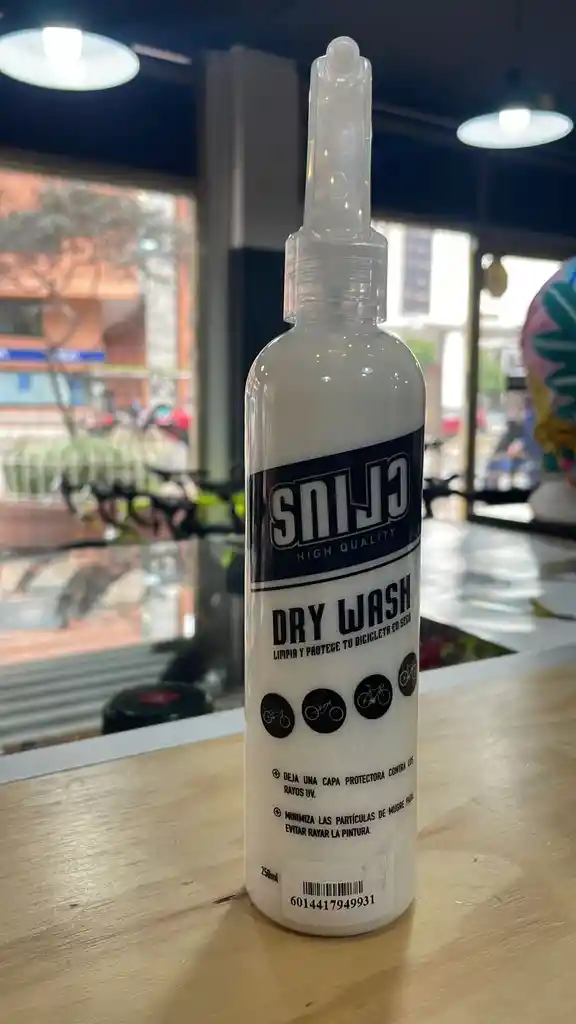 SNIJC
HIGH QUALITY
DRY WASH
LIMPIA Y PROTEGE TU BICICLETA EN SECO
DEJA UNA CAPA PROTECTORA CONTRA LOS
RAYOS UV.
MINIMIZA LAS PARTÍCULAS DE MUGRE PARA
EVITAR RAYAR LA PINTURA.
250ml
6014417949931